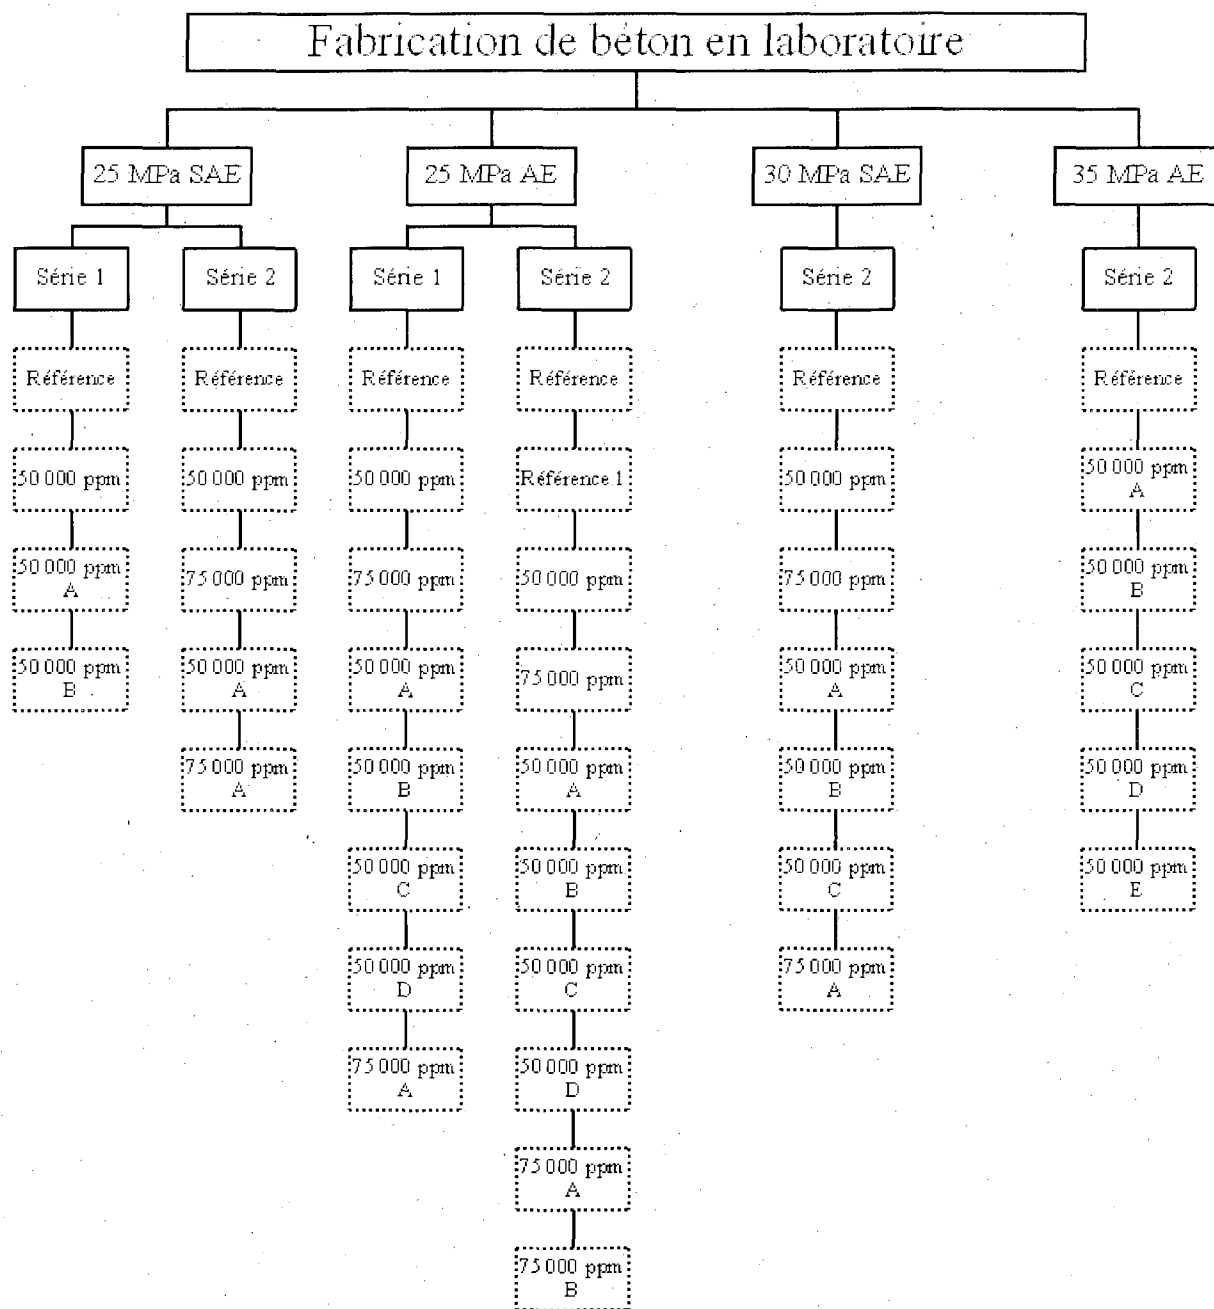 Fabrication de béton en laboratoire
25 MPa SAE
25 MPa AE
30 MPa SAE
35 MPa AE
Série 1
Série 2
Série 1
Série 2
Série 2
Série 2
Référence
Référence
Référence
Référence
Référence
Référence
50 000 ppm
50 000 ppm
50 000 ppm
Référence 1
50 000 ppm
50 000 ppm
A
50 000 ppm
A
75 000 ppm
75 000 ppm
50 000 ppm
75 000 ppm
50 000 ppm
B
50 000 ppm
B
50 000 ppm
A
50 000 ppm
A
75 000 ppm
50 000 ppm
A
50 000 ppm
C
75 000 ppm
A
50 000 ppm
B
50 000 ppm
A
50 000 ppm
B
50 000 ppm
D
50 000 ppm
C
50 000 ppm
B
50 000 ppm
C
50 000 ppm
E
50 000 ppm
D
50 000 ppm
C
75 000 ppm
A
75 000 ppm
A
50 000 ppm
D
75 000 ppm
A
75 000 ppm
B